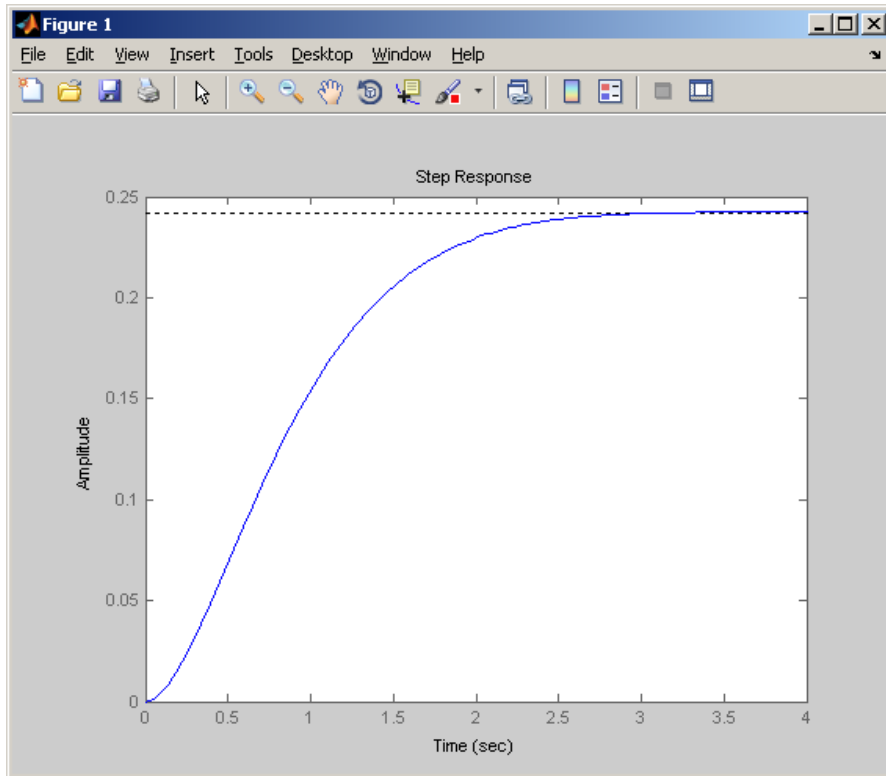 Figure 1
File Edit View Insert Tools Desktop Window Help
Step Response
0.25
0.2
0.15
0.1
0.05
0
Amplitude
0 0.5 1 1.5 2 2.5 3 3.5 4
Time (sec)